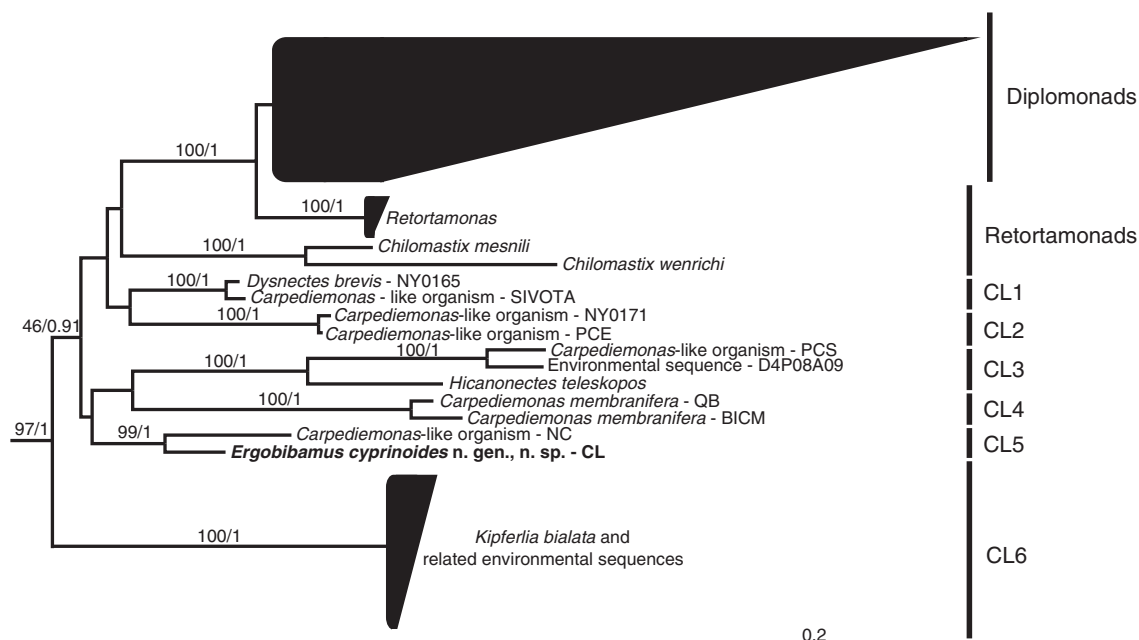 Diplomonads
100/1
100/1
Retortamonas
Retortamonads
100/1
Chilomastix mesnili
Chilomastix wenrichi
100/1
Dysnectes brevis - NY0165
Carpediemonas - like organism - SIVOTA
CL1
100/1
Carpediemonas-like organism - NY0171
Carpediemonas-like organism - PCE
CL2
46/0.91
100/1
100/1
Carpediemonas-like organism - PCS
Environmental sequence - D4P08A09
Hicanonectes teleskopos
CL3
100/1
Carpediemonas membranifera - QB
Carpediemonas membranifera - BICM
CL4
97/1
99/1
Carpediemonas-like organism - NC
Ergobibamus cyprinoides n. gen., n. sp. - CL
CL5
100/1
Kipferlia bialata and
related environmental sequences
CL6
0.2